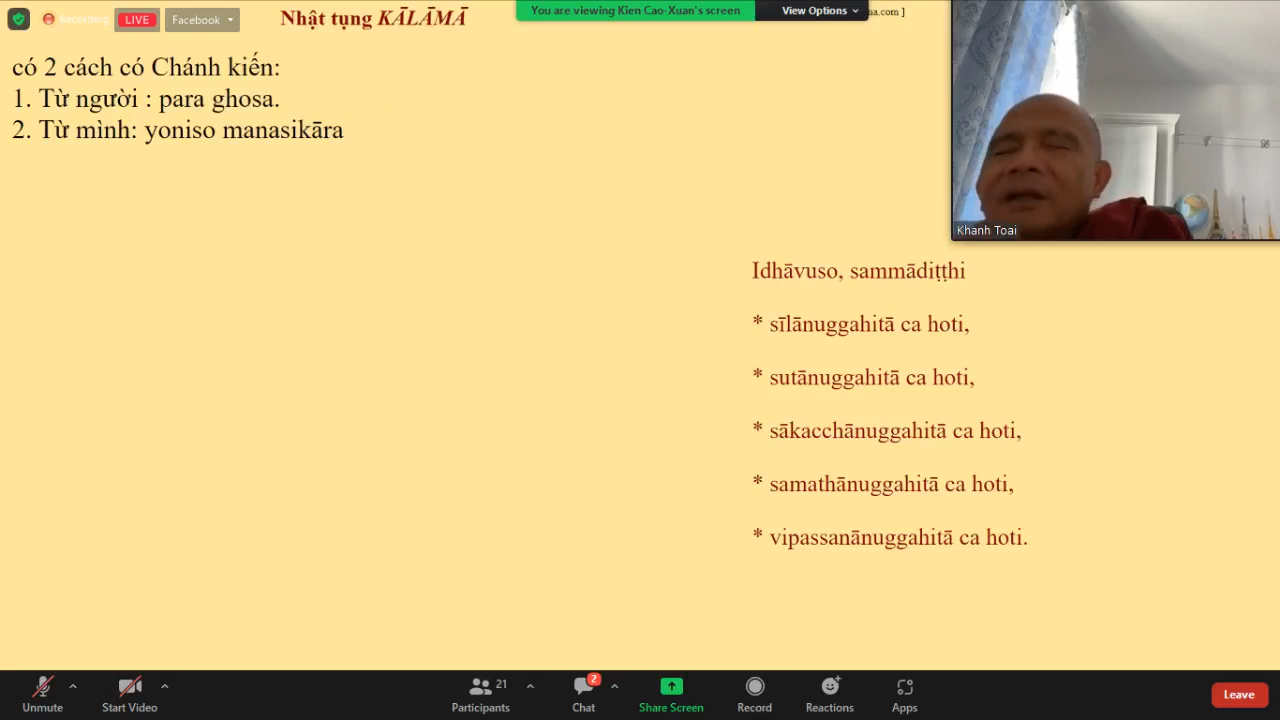 Recording
LIVE
Facebook
Nhật tụng KĀLĀMĀ
You are viewing Kien Cao-Xuan's screen
View Options
na.com ]
có 2 cách có Chánh kiến:
1. Từ người : para ghosa.
2. Từ mình: yoniso manasikāra
Khanh Toai
Idhāvuso, sammādiṭṭhi
* sīlānuggahitā ca hoti,
* sutānuggahitā ca hoti,
* sākacchānuggahitā ca hoti,
* samathānuggahitā ca hoti,
* vipassanānuggahitā ca hoti.
Unmute
Start Video
21
Participants
2
Chat
Share Screen
Record
Reactions
Apps
Leave